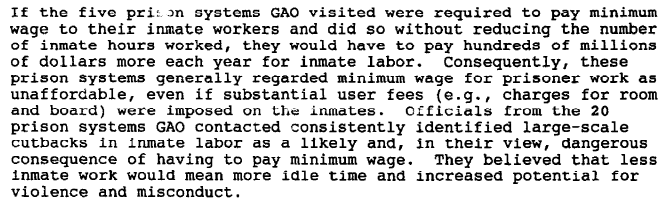 If the five prison systems GAO visited were required to pay minimum
wage to their inmate workers and did so without reducing the number
of inmate hours worked, they would have to pay hundreds of millions
of dollars more each year for inmate labor.  Consequently, these
prison systems generally regarded minimum wage for prisoner work as
unaffordable, even if substantial user fees (e.g., charges for room
and board) were imposed on the inmates.  Officials from the 20
prison systems GAO contacted consistently identified large-scale
cutbacks in inmate labor as a likely and, in their view, dangerous
consequence of having to pay minimum wage.  They believed that less
inmate work would mean more idle time and increased potential for
violence and misconduct.